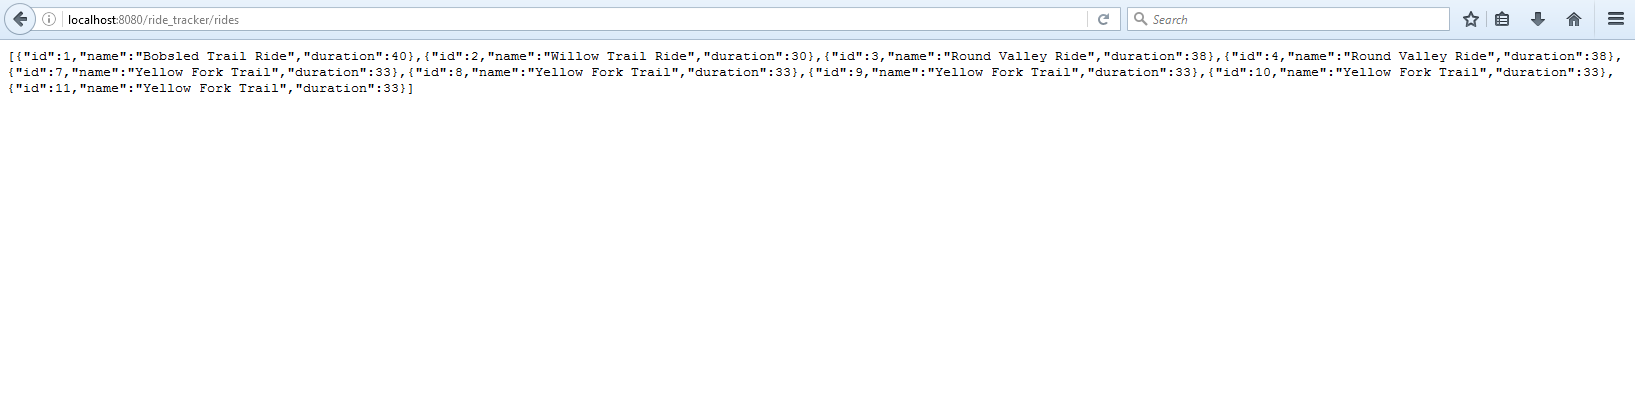 localhost:8080/ride_tracker/rides
Search
[{"id":1,"name":"Bobsled Trail Ride","duration":40},{"id":2,"name":"Willow Trail Ride","duration":30},{"id":3,"name":"Round Valley Ride","duration":38},{"id":4,"name":"Round Valley Ride","duration":38},
{"id":7,"name":"Yellow Fork Trail","duration":33},{"id":8,"name":"Yellow Fork Trail","duration":33},{"id":9,"name":"Yellow Fork Trail","duration":33},{"id":10,"name":"Yellow Fork Trail","duration":33},
{"id":11,"name":"Yellow Fork Trail","duration":33}]